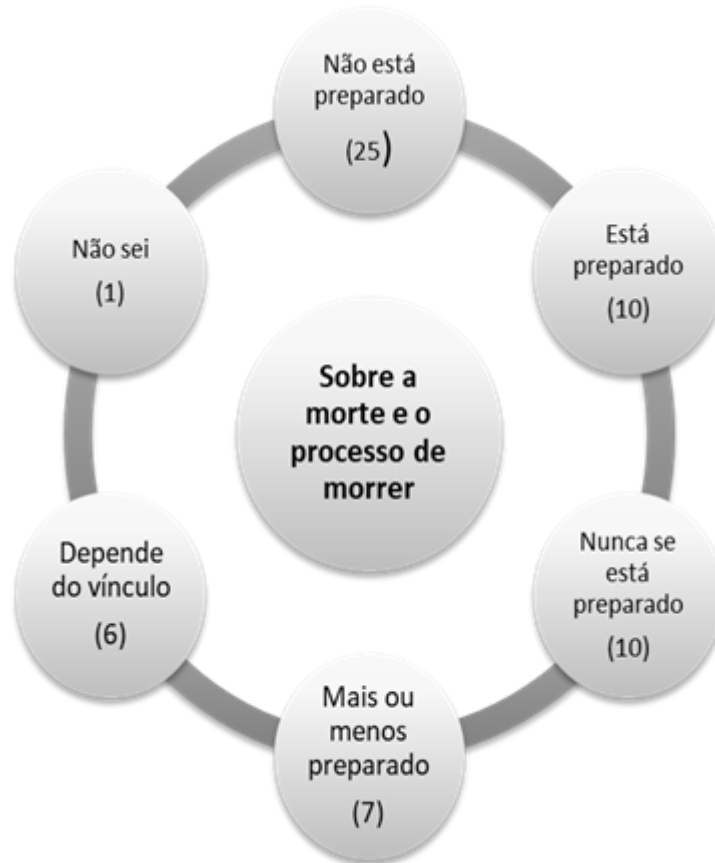 Não está
preparado
(25)
Está
preparado
(10)
Nunca se
está
preparado
(10)
Mais ou
menos
preparado
(7)
Depende
do vínculo
(6)
Não sei
(1)
Sobre a
morte e o
processo de
morrer